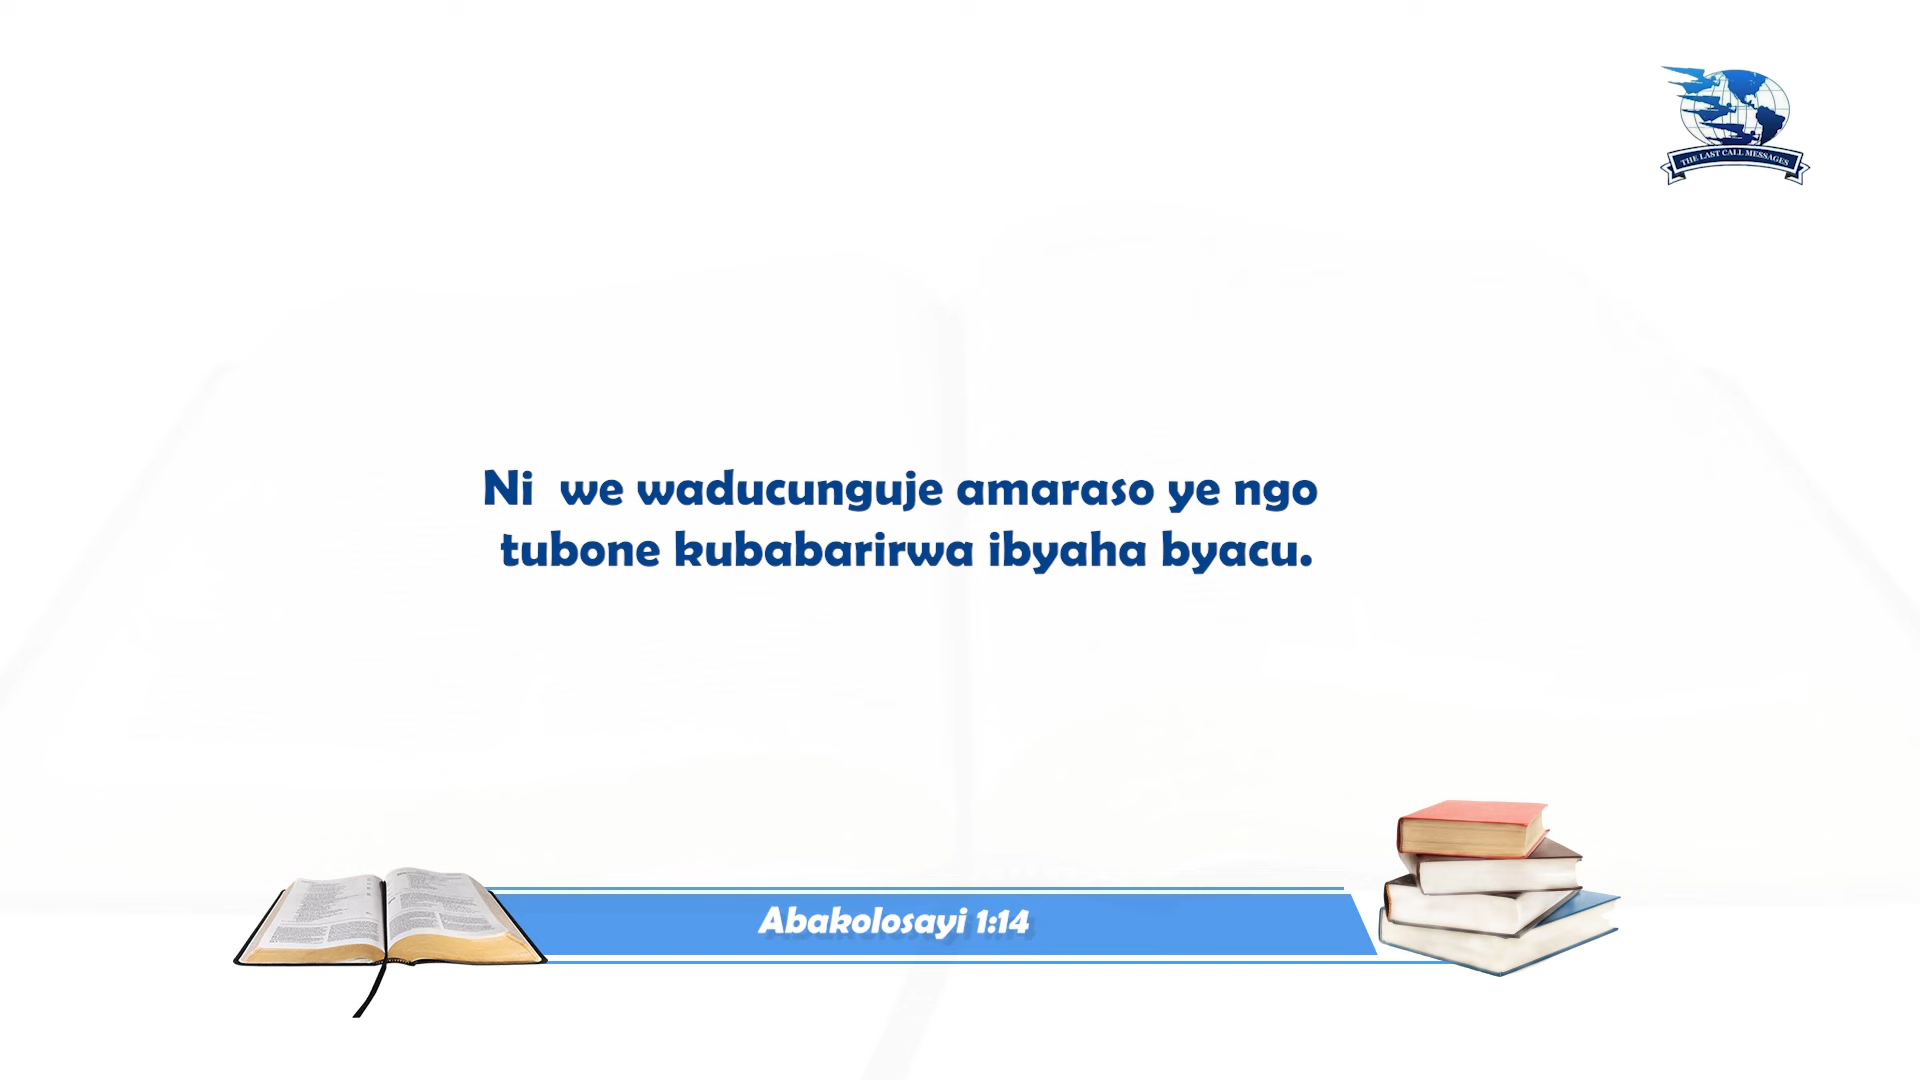 THE LAST CALL MESSAGES
Ni  we waducunguje amaraso ye ngo
tubone kubabarirwa ibyaha byacu.
Abakolosayi 1:14